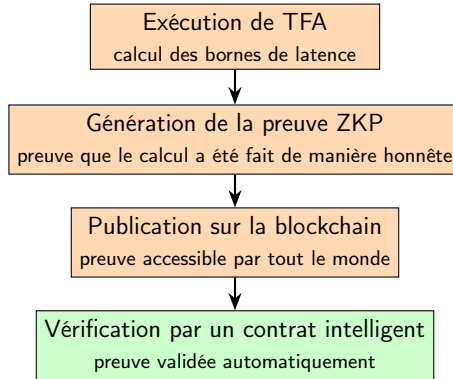 Exécution de TFA
calcul des bornes de latence
Génération de la preuve ZKP
preuve que le calcul a été fait de manière honnête
Publication sur la blockchain
preuve accessible par tout le monde
Vérification par un contrat intelligent
preuve validée automatiquement